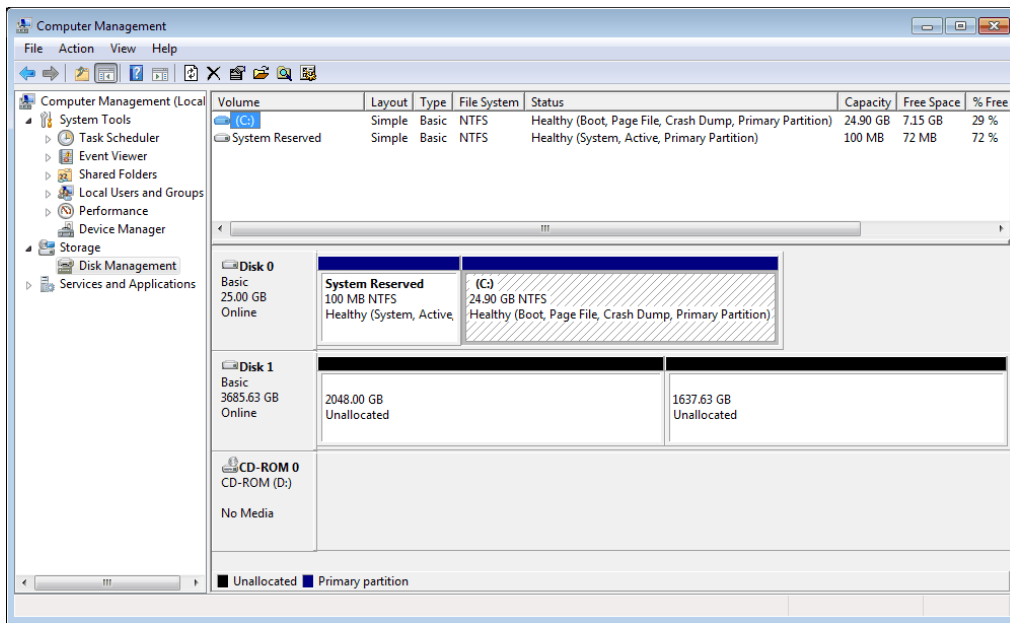 Computer Management
File Action View Help
Computer Management (Local
System Tools
Task Scheduler
Event Viewer
Shared Folders
Local Users and Groups
Performance
Device Manager
Storage
Disk Management
Services and Applications
Volume Layout Type File System Status Capacity Free Space % Free
(C:) Simple Basic NTFS Healthy (Boot, Page File, Crash Dump, Primary Partition) 24.90 GB 7.15 GB 29 %
System Reserved Simple Basic NTFS Healthy (System, Active, Primary Partition) 100 MB 72 MB 72 %
Disk 0
Basic
25.00 GB
Online
System Reserved
100 MB NTFS
Healthy (System, Active,
(C:)
24.90 GB NTFS
Healthy (Boot, Page File, Crash Dump, Primary Partition)
Disk 1
Basic
3685.63 GB
Online
2048.00 GB
Unallocated
1637.63 GB
Unallocated
CD-ROM 0
CD-ROM (D:)
No Media
Unallocated Primary partition